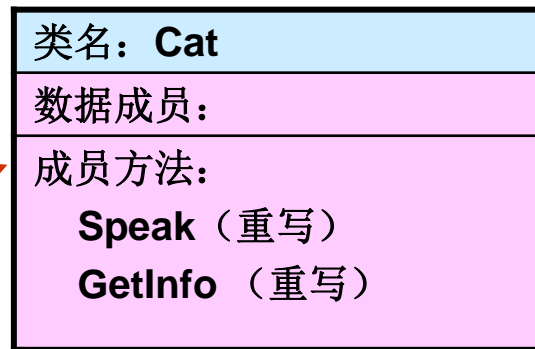 类名：Cat
数据成员：
成员方法：
Speak（重写）
GetInfo （重写）